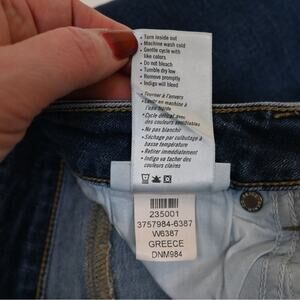 • Turn inside out
• Machine wash cold
• Gentle cycle with
like colors
• Do not bleach
• Tumble dry low
• Remove promptly
• Indigo will bleed
• Tourner à l'envers
• Laver en machine à
l'eau froide
• Cycle délicat avec
des couleurs semblables
• No pas blanchir
• Séchage par culbutage à
basse température
• Retirer immédiatement
• Indigo va tacher des
couleurs claires
235001
3757984-6387
W6387
GREECE
DNM984